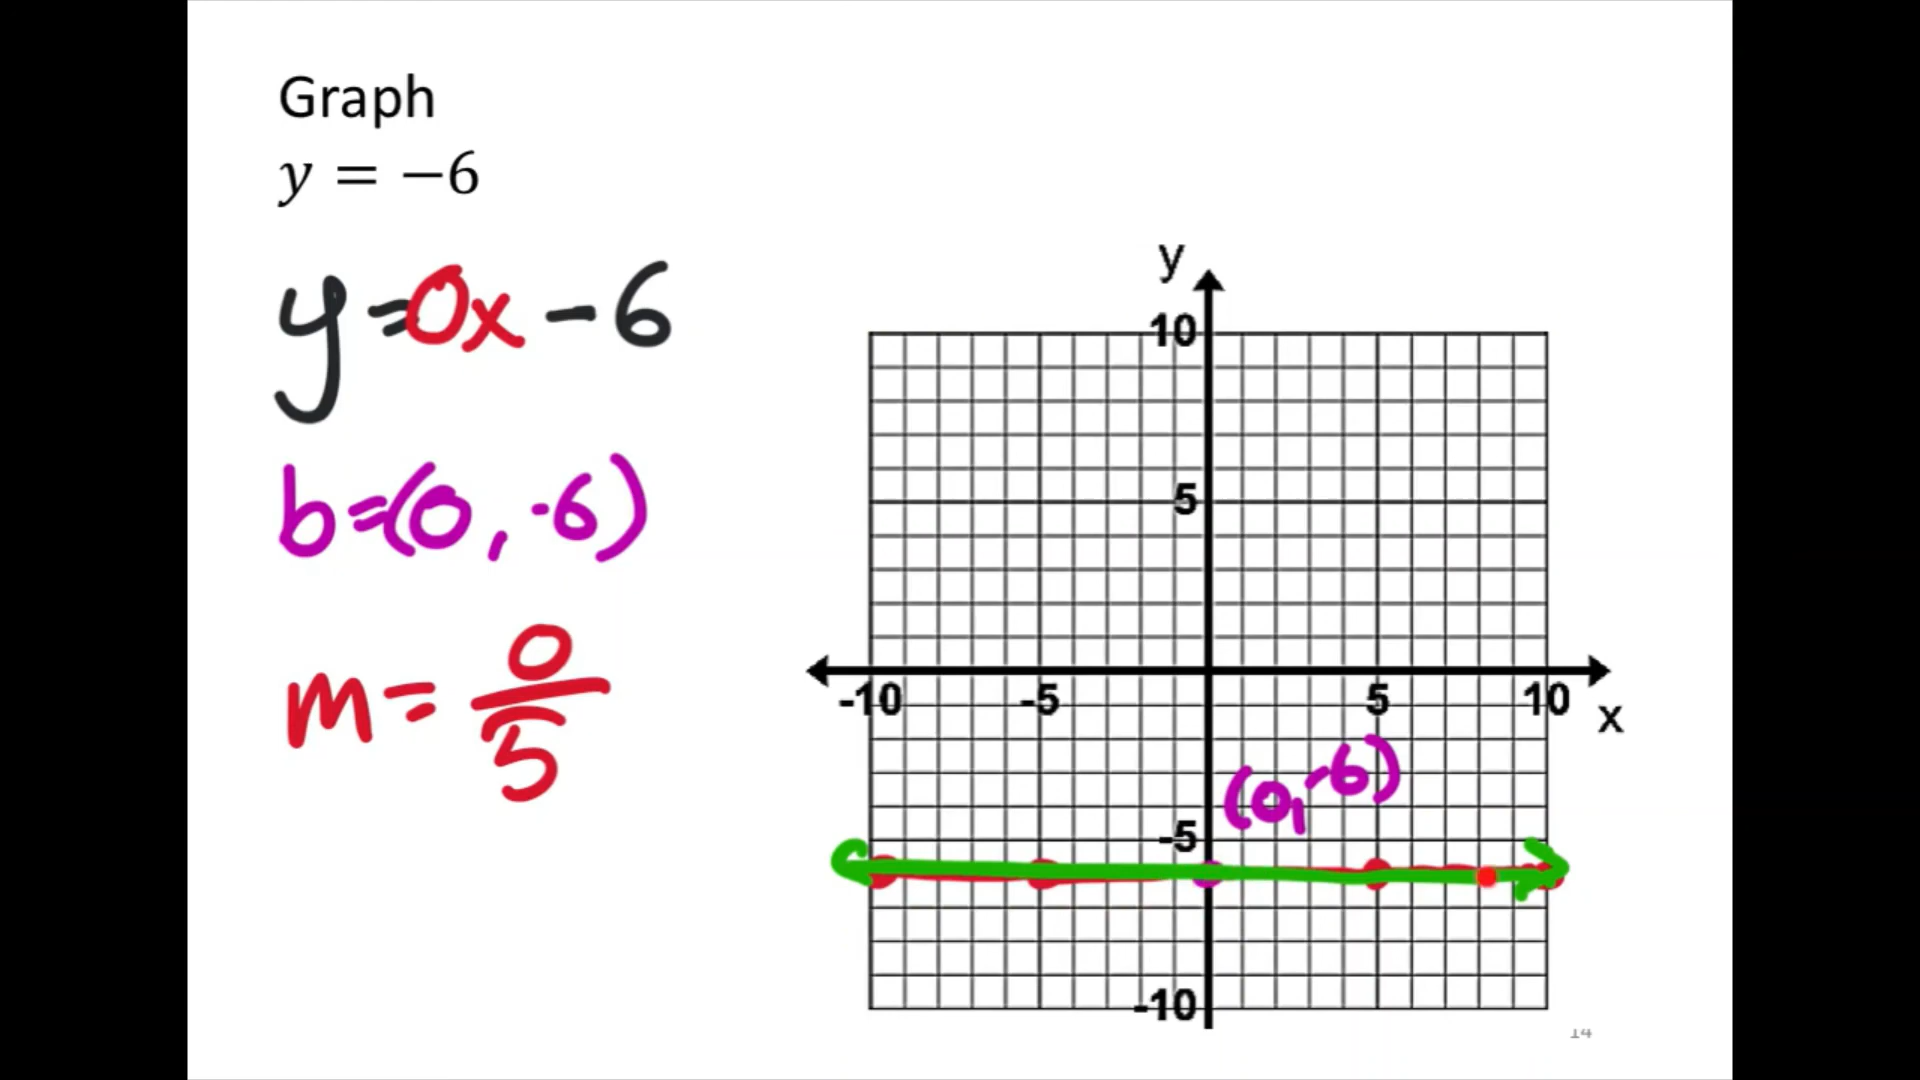 Graph
y = −6
y=0x-6
b=(0,-6)
m=0/5
y
10
5
-10 -5 5 10 x
(0,-6)
-5
-10
14